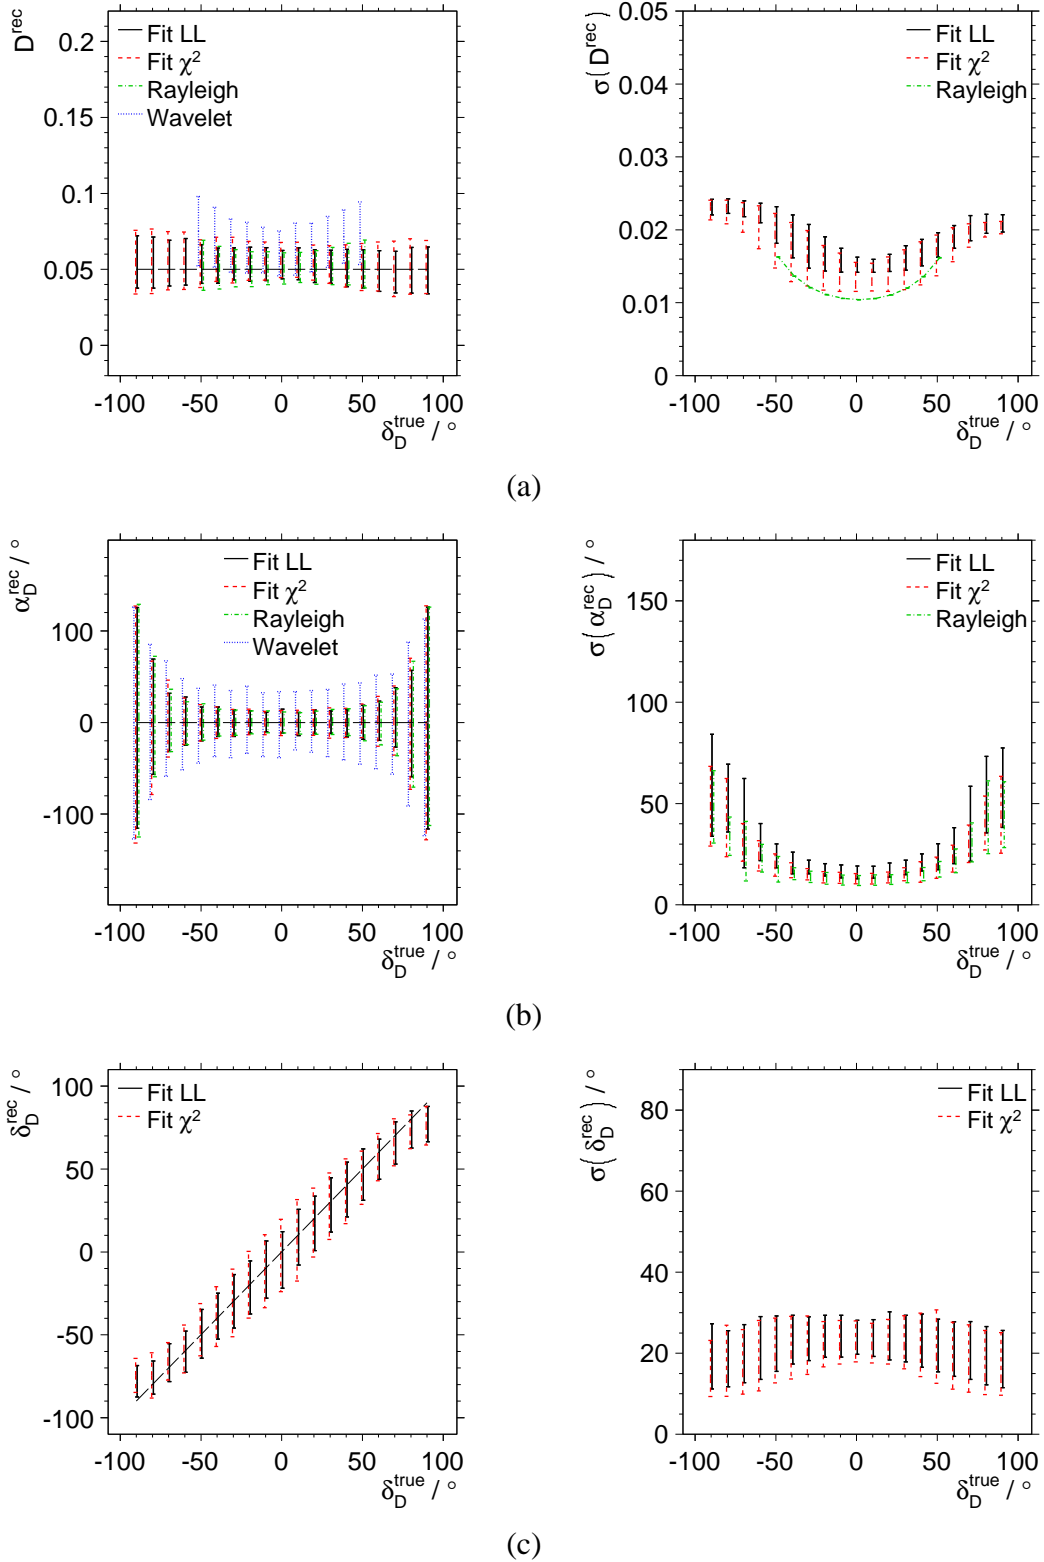 D^rec
0.2
0.15
0.1
0.05
0
Fit LL
Fit χ²
Rayleigh
Wavelet
-100 -50 0 50 100
δ_D^true / °
σ(D^rec)
0.05
0.04
0.03
0.02
0.01
0
Fit LL
Fit χ²
Rayleigh
-100 -50 0 50 100
δ_D^true / °
(a)
α_D^rec / °
100
0
-100
Fit LL
Fit χ²
Rayleigh
Wavelet
-100 -50 0 50 100
δ_D^true / °
σ(α_D^rec) / °
150
100
50
0
Fit LL
Fit χ²
Rayleigh
-100 -50 0 50 100
δ_D^true / °
(b)
δ_D^rec / °
100
50
0
-50
-100
Fit LL
Fit χ²
-100 -50 0 50 100
δ_D^true / °
σ(δ_D^rec) / °
80
60
40
20
0
Fit LL
Fit χ²
-100 -50 0 50 100
δ_D^true / °
(c)